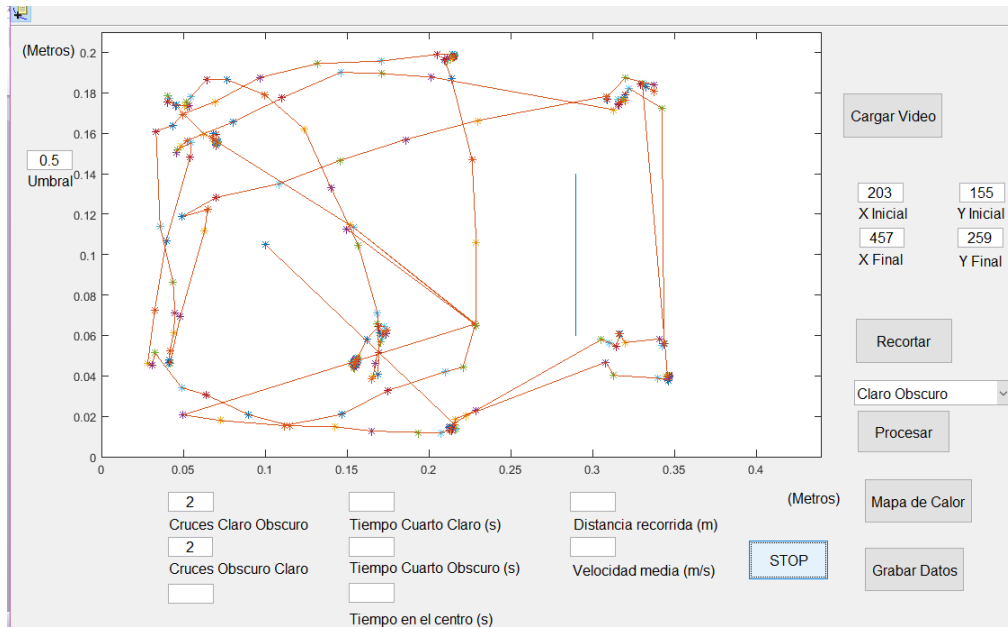 (Metros)
0.2
0.18
0.16
0.14
0.12
0.1
0.08
0.06
0.04
0.02
0
0 0.05 0.1 0.15 0.2 0.25 0.3 0.35 0.4
0.5
Umbral
(Metros)
Cargar Video
203 155
X Inicial Y Inicial
457 259
X Final Y Final
Recortar
Claro Obscuro
Procesar
Mapa de Calor
Grabar Datos
STOP
2
Cruces Claro Obscuro Tiempo Cuarto Claro (s) Distancia recorrida (m)
2
Cruces Obscuro Claro Tiempo Cuarto Obscuro (s) Velocidad media (m/s)
Tiempo en el centro (s)